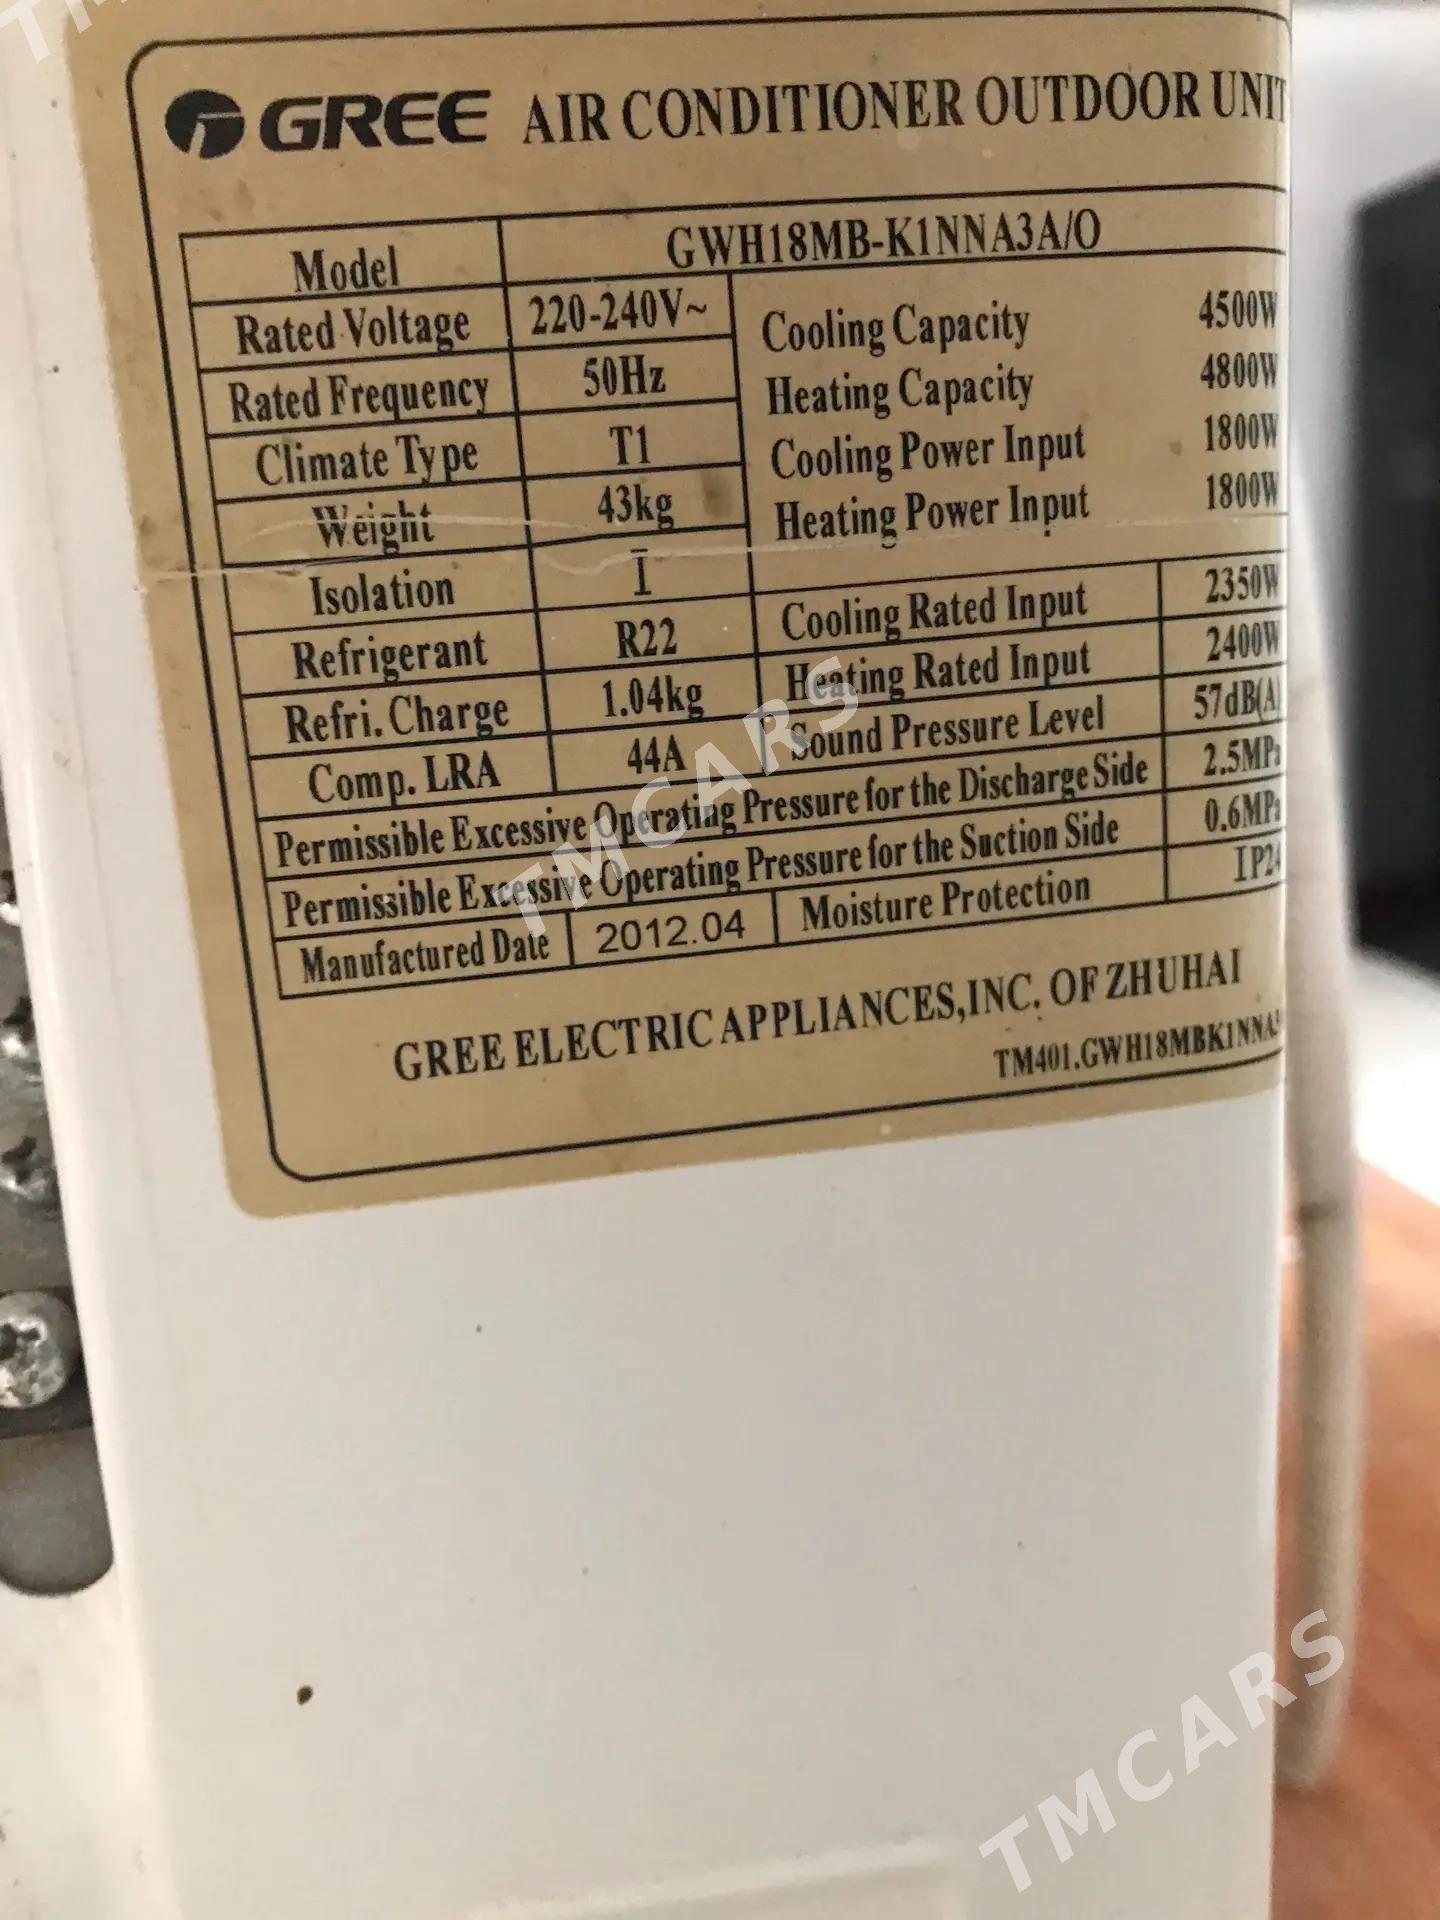 GREE AIR CONDITIONER OUTDOOR UNIT
Model GWH18MB-K1NNA3A/O
Rated Voltage 220-240V~ Cooling Capacity 4500W
Rated Frequency 50Hz Heating Capacity 4800W
Climate Type T1 Cooling Power Input 1800W
Weight 43kg Heating Power Input 1800W
Isolation I Cooling Rated Input 2350W
Refrigerant R22 Heating Rated Input 2400W
Refri. Charge 1.04kg Sound Pressure Level 57dB(A)
Comp. LRA 44A
Permissible Excessive Operating Pressure for the Discharge Side 2.5MPa
Permissible Excessive Operating Pressure for the Suction Side 0.6MPa
Manufactured Date 2012.04 Moisture Protection IP24
GREE ELECTRIC APPLIANCES,INC. OF ZHUHAI
TM401.GWH18MBK1NNA
TMCARS
TMCARS